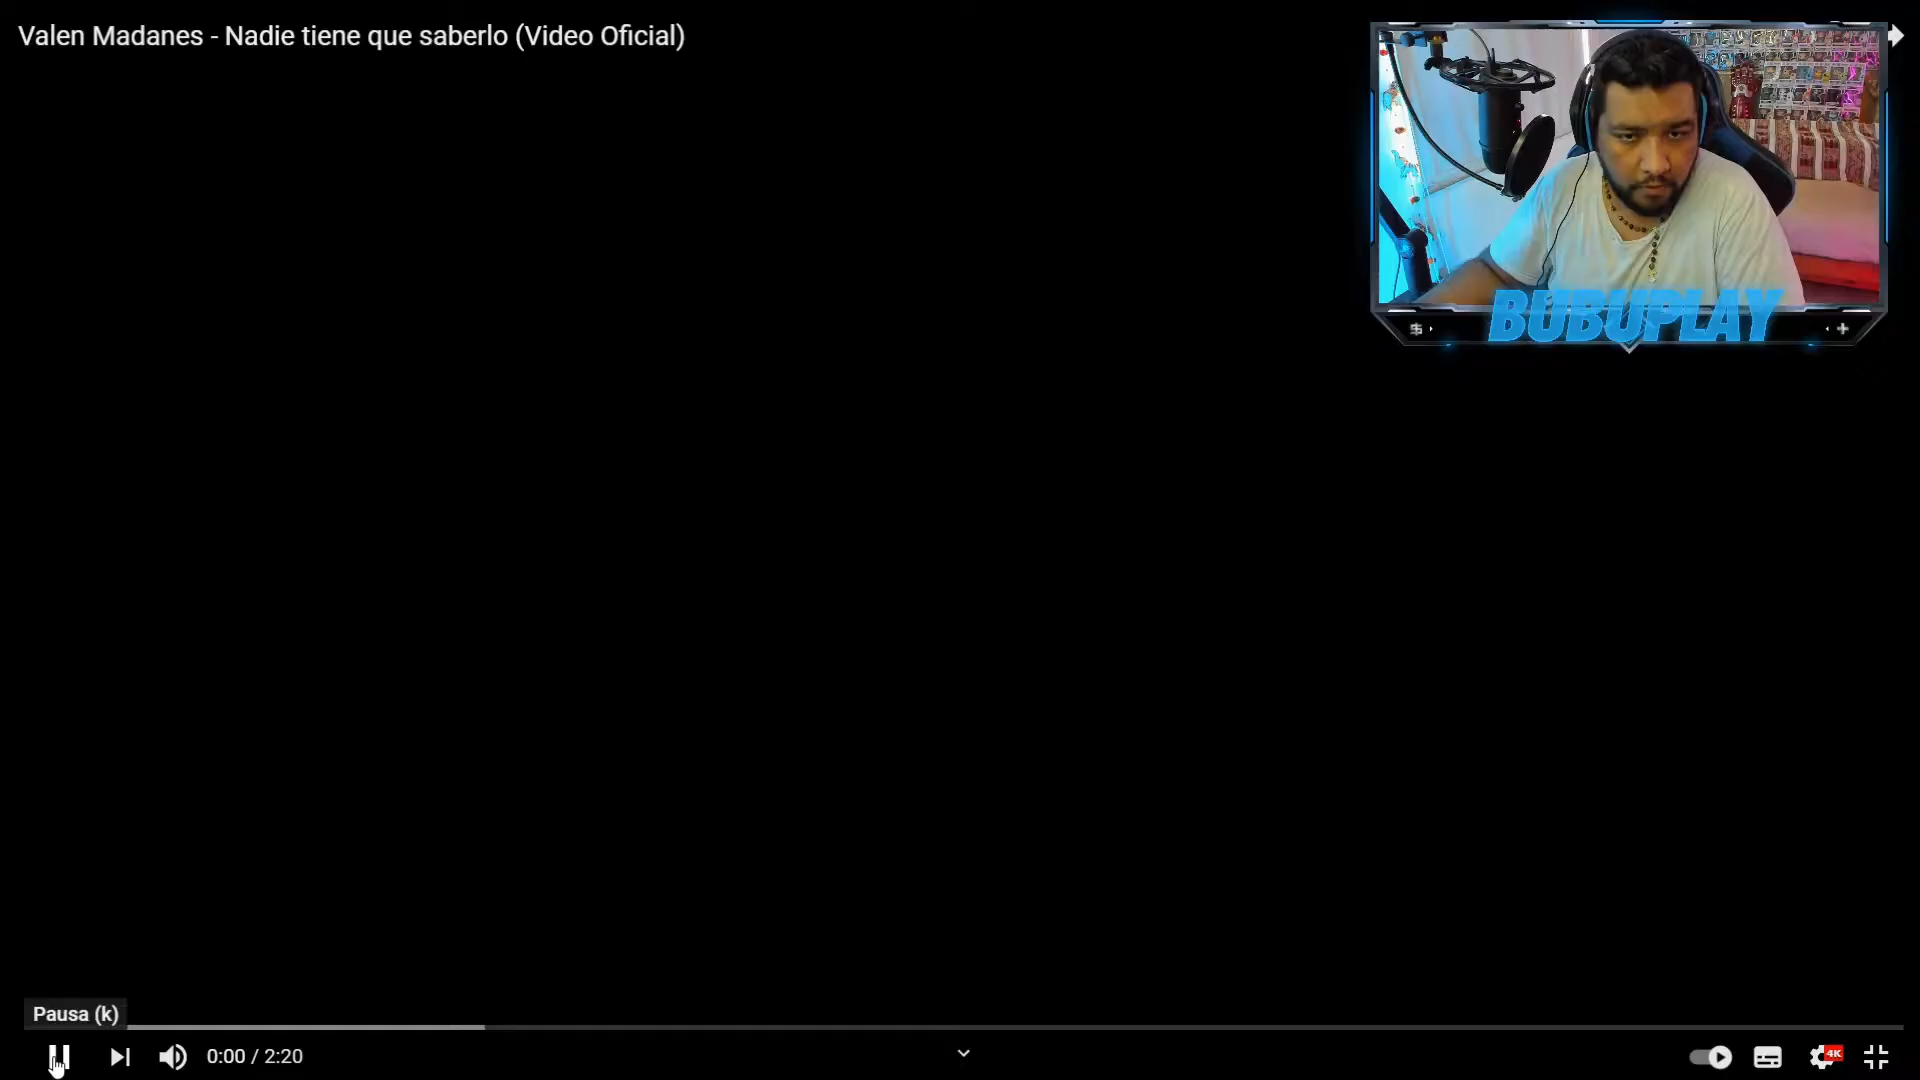 Valen Madanes - Nadie tiene que saberlo (Video Oficial)
BUBUPLAY
Pausa (k)
0:00 / 2:20
4K